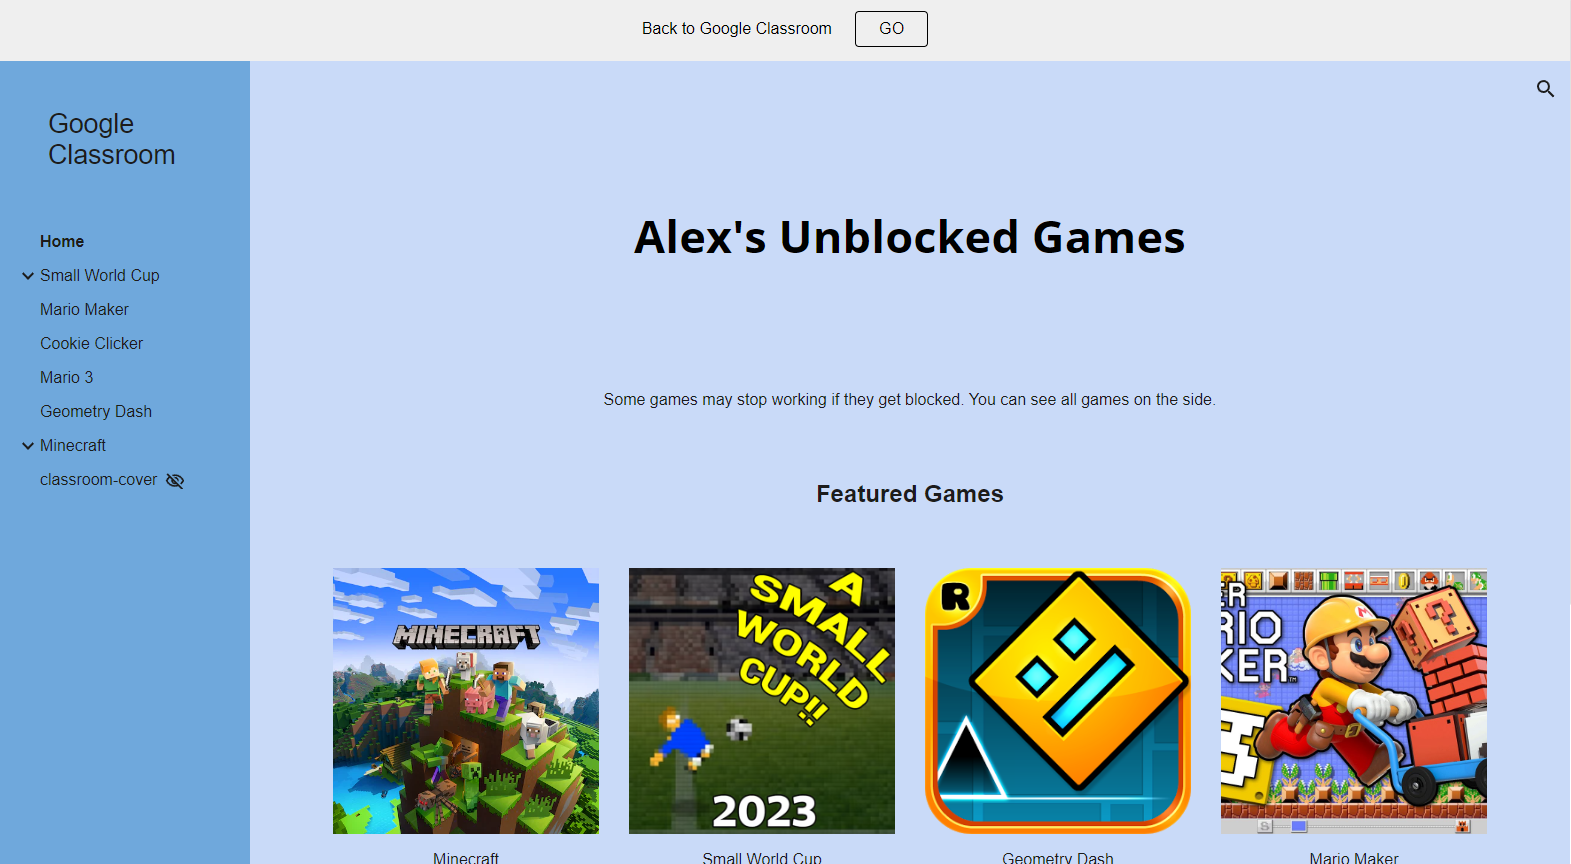 Back to Google Classroom GO
Google
Classroom
Home
Small World Cup
Mario Maker
Cookie Clicker
Mario 3
Geometry Dash
Minecraft
classroom-cover
Alex's Unblocked Games
Some games may stop working if they get blocked. You can see all games on the side.
Featured Games
MINECRAFT
A
SMALL
WORLD
CUP!!
2023
R
ER
RIO
KER™
3
S
Minecraft
Small World Cup
Geometry Dash
Mario Maker